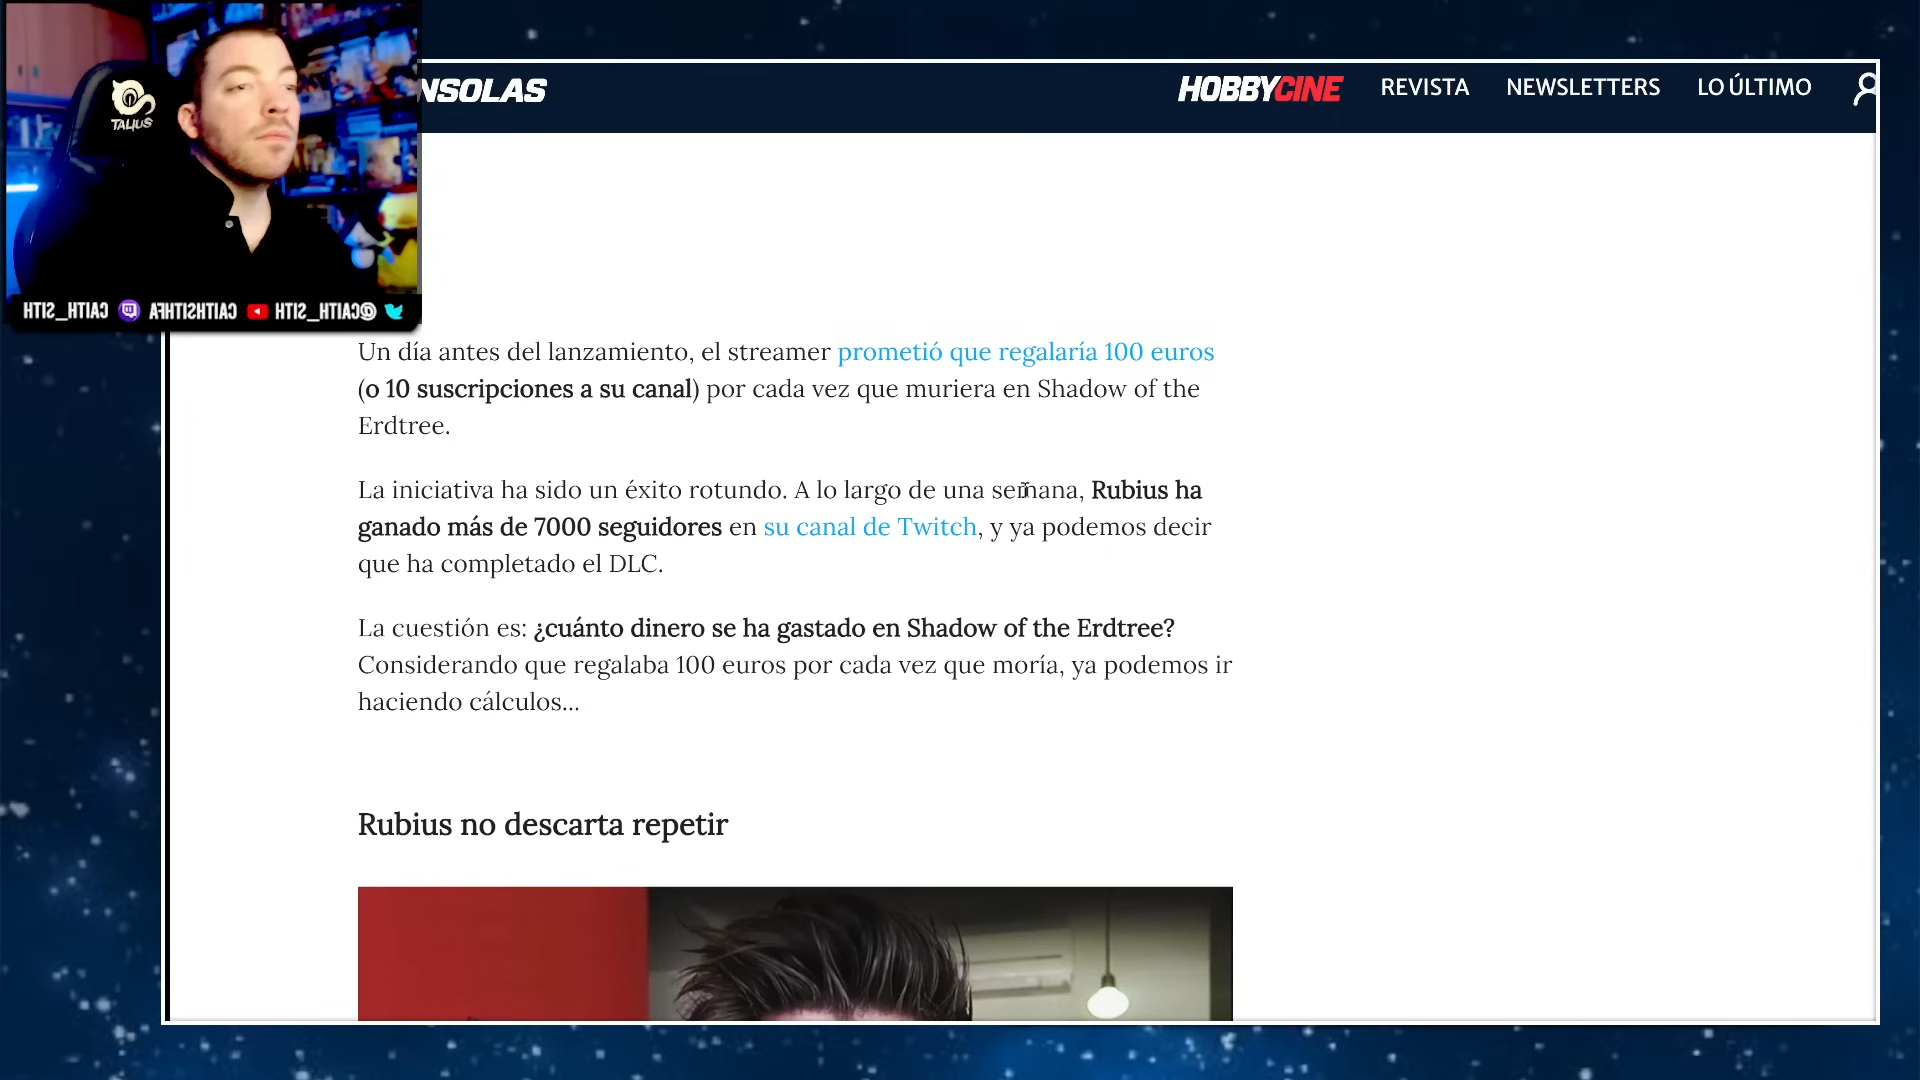 NSOLAS
HOBBYCINE REVISTA NEWSLETTERS LO ÚLTIMO
TALIUS
CAITH_SITH CAITHSITHFA @CAITH_SITH
Un día antes del lanzamiento, el streamer prometió que regalaría 100 euros
(o 10 suscripciones a su canal) por cada vez que muriera en Shadow of the
Erdtree.
La iniciativa ha sido un éxito rotundo. A lo largo de una semana, Rubius ha
ganado más de 7000 seguidores en su canal de Twitch, y ya podemos decir
que ha completado el DLC.
La cuestión es: ¿cuánto dinero se ha gastado en Shadow of the Erdtree?
Considerando que regalaba 100 euros por cada vez que moría, ya podemos ir
haciendo cálculos...
Rubius no descarta repetir